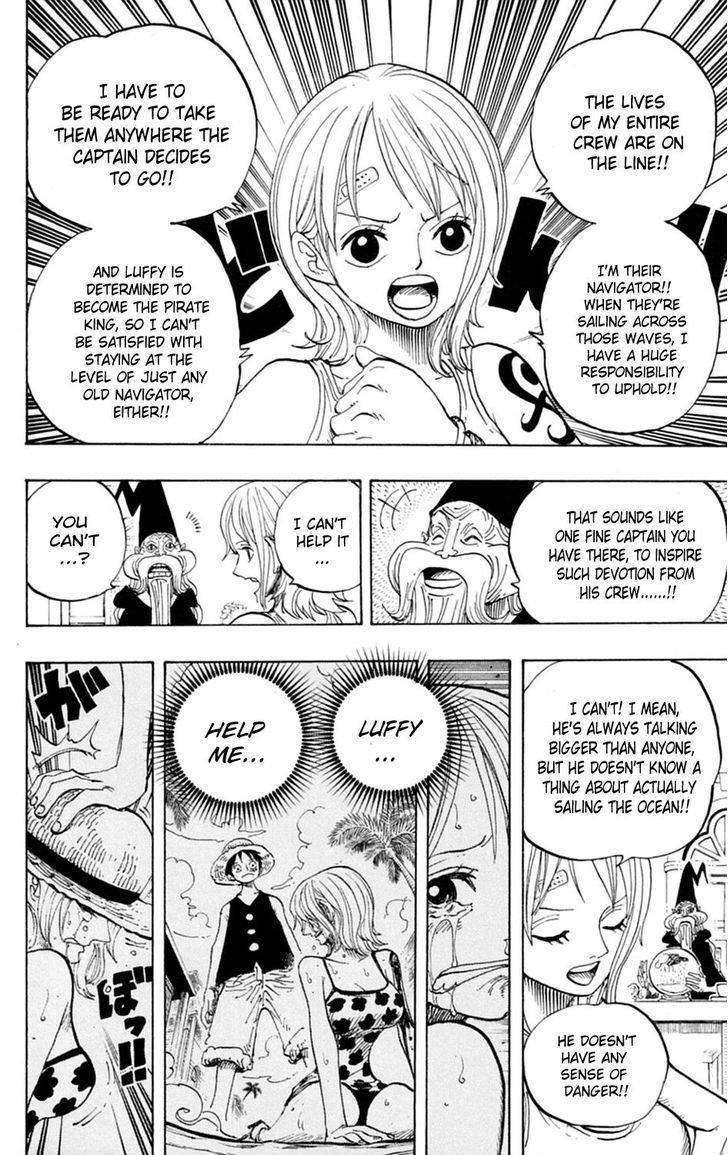 THE LIVES
OF MY ENTIRE
CREW ARE ON
THE LINE!!
I'M THEIR
NAVIGATOR!!
WHEN THEY'RE
SAILING ACROSS
THOSE WAVES, I
HAVE A HUGE
RESPONSIBILITY
TO UPHOLD!!
I HAVE TO
BE READY TO TAKE
THEM ANYWHERE THE
CAPTAIN DECIDES
TO GO!!
AND LUFFY IS
DETERMINED TO
BECOME THE PIRATE
KING, SO I CAN'T
BE SATISFIED WITH
STAYING AT THE
LEVEL OF JUST ANY
OLD NAVIGATOR,
EITHER!!
THAT SOUNDS LIKE
ONE FINE CAPTAIN YOU
HAVE THERE, TO INSPIRE
SUCH DEVOTION FROM
HIS CREW......!!
I CAN'T
HELP IT
...
YOU
CAN'T
...?
I CAN'T! I MEAN,
HE'S ALWAYS TALKING
BIGGER THAN ANYONE,
BUT HE DOESN'T KNOW A
THING ABOUT ACTUALLY
SAILING THE OCEAN!!
HE DOESN'T
HAVE ANY
SENSE OF
DANGER!!
LUFFY
...
HELP
ME...
ガバ
ぼっ!!